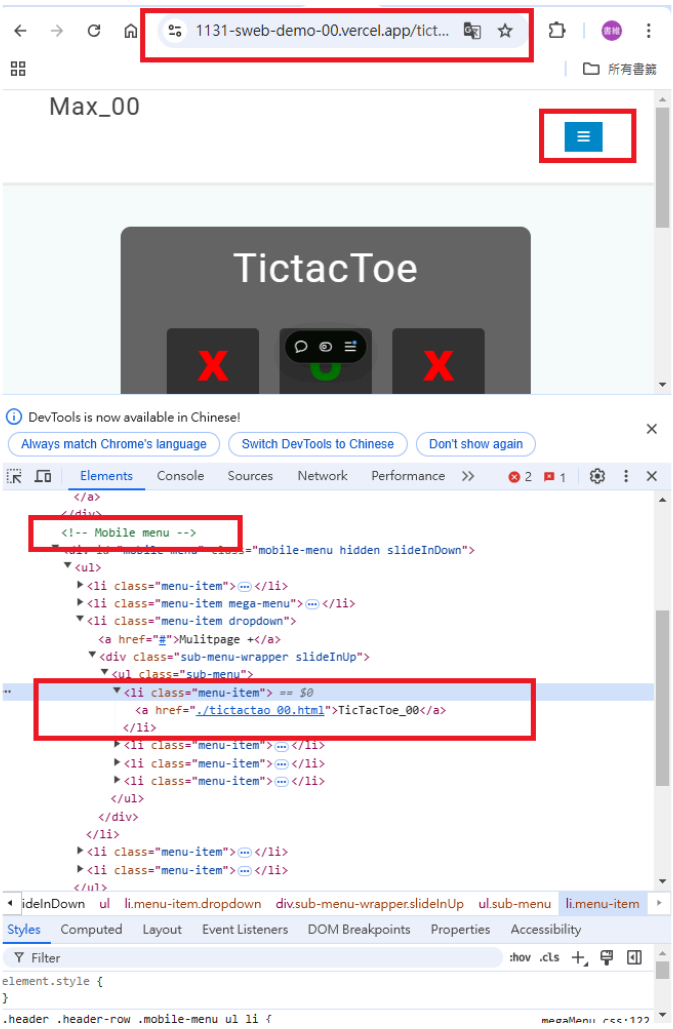 1131-sweb-demo-00.vercel.app/tict...
書維
所有書籤
Max_00
TictacToe
X X
DevTools is now available in Chinese!
Always match Chrome's language Switch DevTools to Chinese Don't show again
Elements Console Sources Network Performance 2 1
</a>
</div>
<!-- Mobile menu -->
<div id="mobile-menu" class="mobile-menu hidden slideInDown">
<ul>
<li class="menu-item"> … </li>
<li class="menu-item mega-menu"> … </li>
<li class="menu-item dropdown">
<a href="#">Mulitpage +</a>
<div class="sub-menu-wrapper slideInUp">
<ul class="sub-menu">
<li class="menu-item"> == $0
<a href="./tictactao_00.html">TicTacToe_00</a>
</li>
<li class="menu-item"> … </li>
<li class="menu-item"> … </li>
<li class="menu-item"> … </li>
</ul>
</div>
</li>
<li class="menu-item"> … </li>
<li class="menu-item"> … </li>
</ul>
ideInDown ul li.menu-item.dropdown div.sub-menu-wrapper.slideInUp ul.sub-menu li.menu-item
Styles Computed Layout Event Listeners DOM Breakpoints Properties Accessibility
Filter :hov .cls
element.style {
}
.header .header-row .mobile-menu ul li { megaMenu.css:122